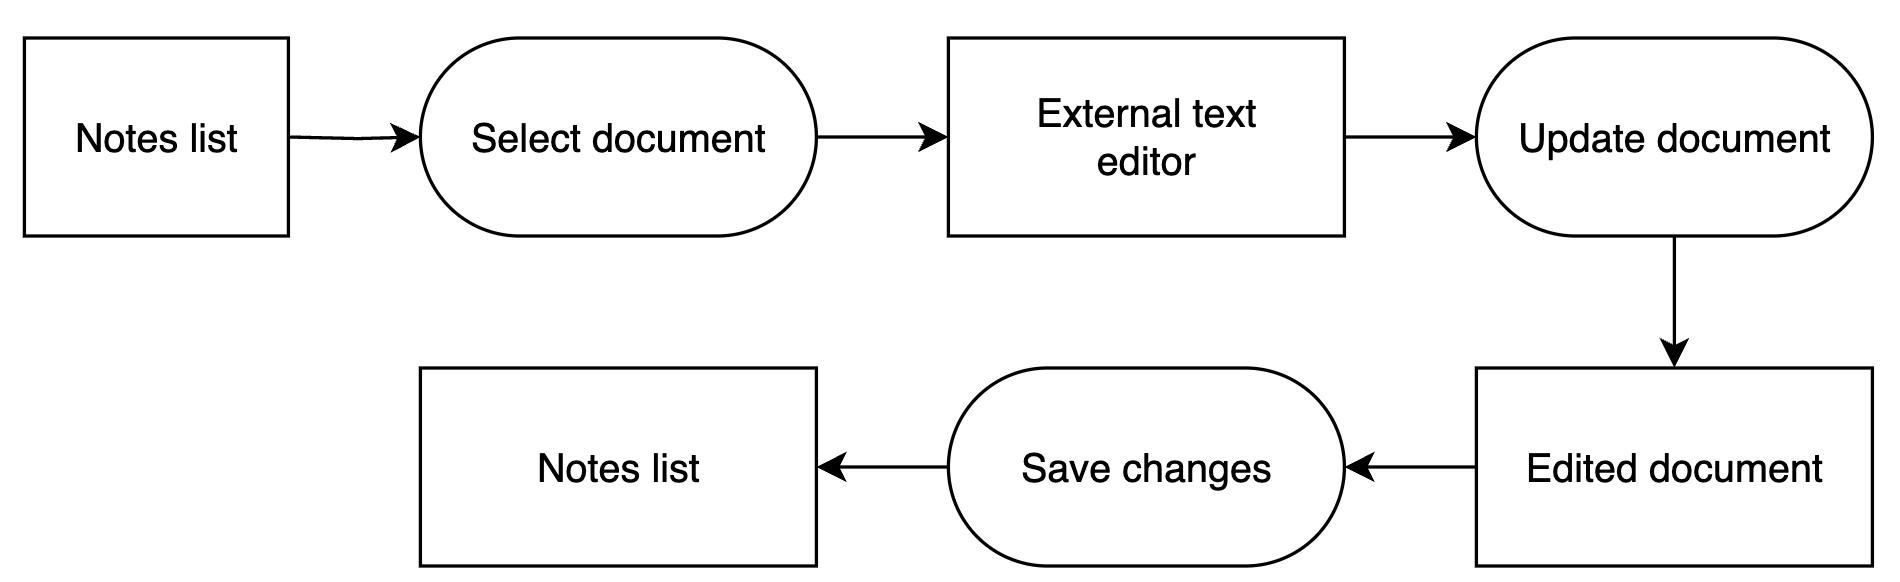 Notes list
Select document
External text
editor
Update document
Notes list
Save changes
Edited document